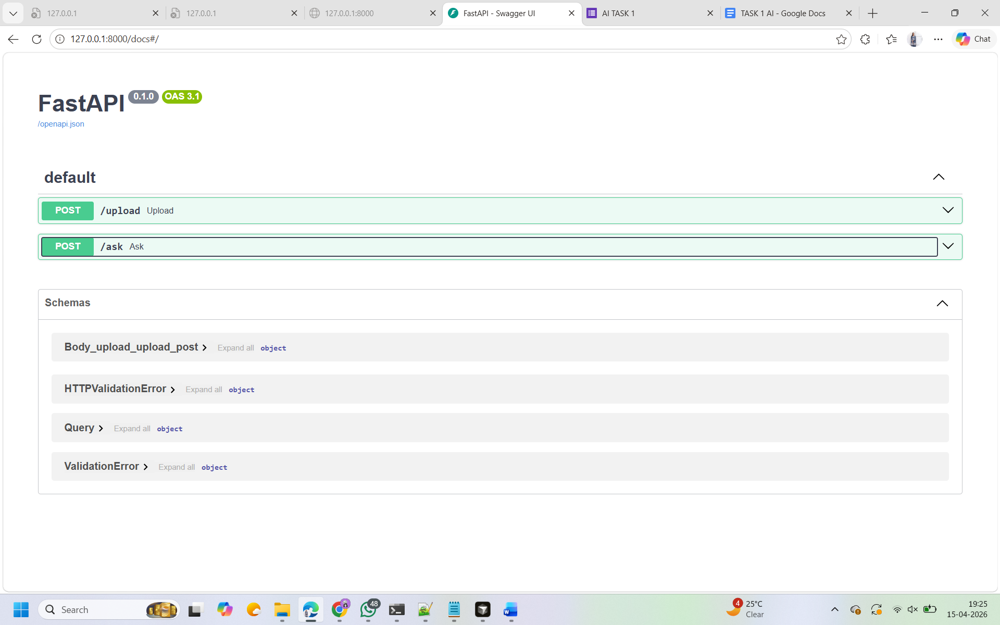 127.0.0.1
127.0.0.1
127.0.0.1:8000
FastAPI - Swagger UI
AI TASK 1
TASK 1 AI - Google Docs
127.0.0.1:8000/docs#/
Chat
FastAPI 0.1.0 OAS 3.1
/openapi.json
default
POST /upload Upload
POST /ask Ask
Schemas
Body_upload_upload_post Expand all object
HTTPValidationError Expand all object
Query Expand all object
ValidationError Expand all object
Search
48
4
25°C
Clear
19:25
15-04-2026